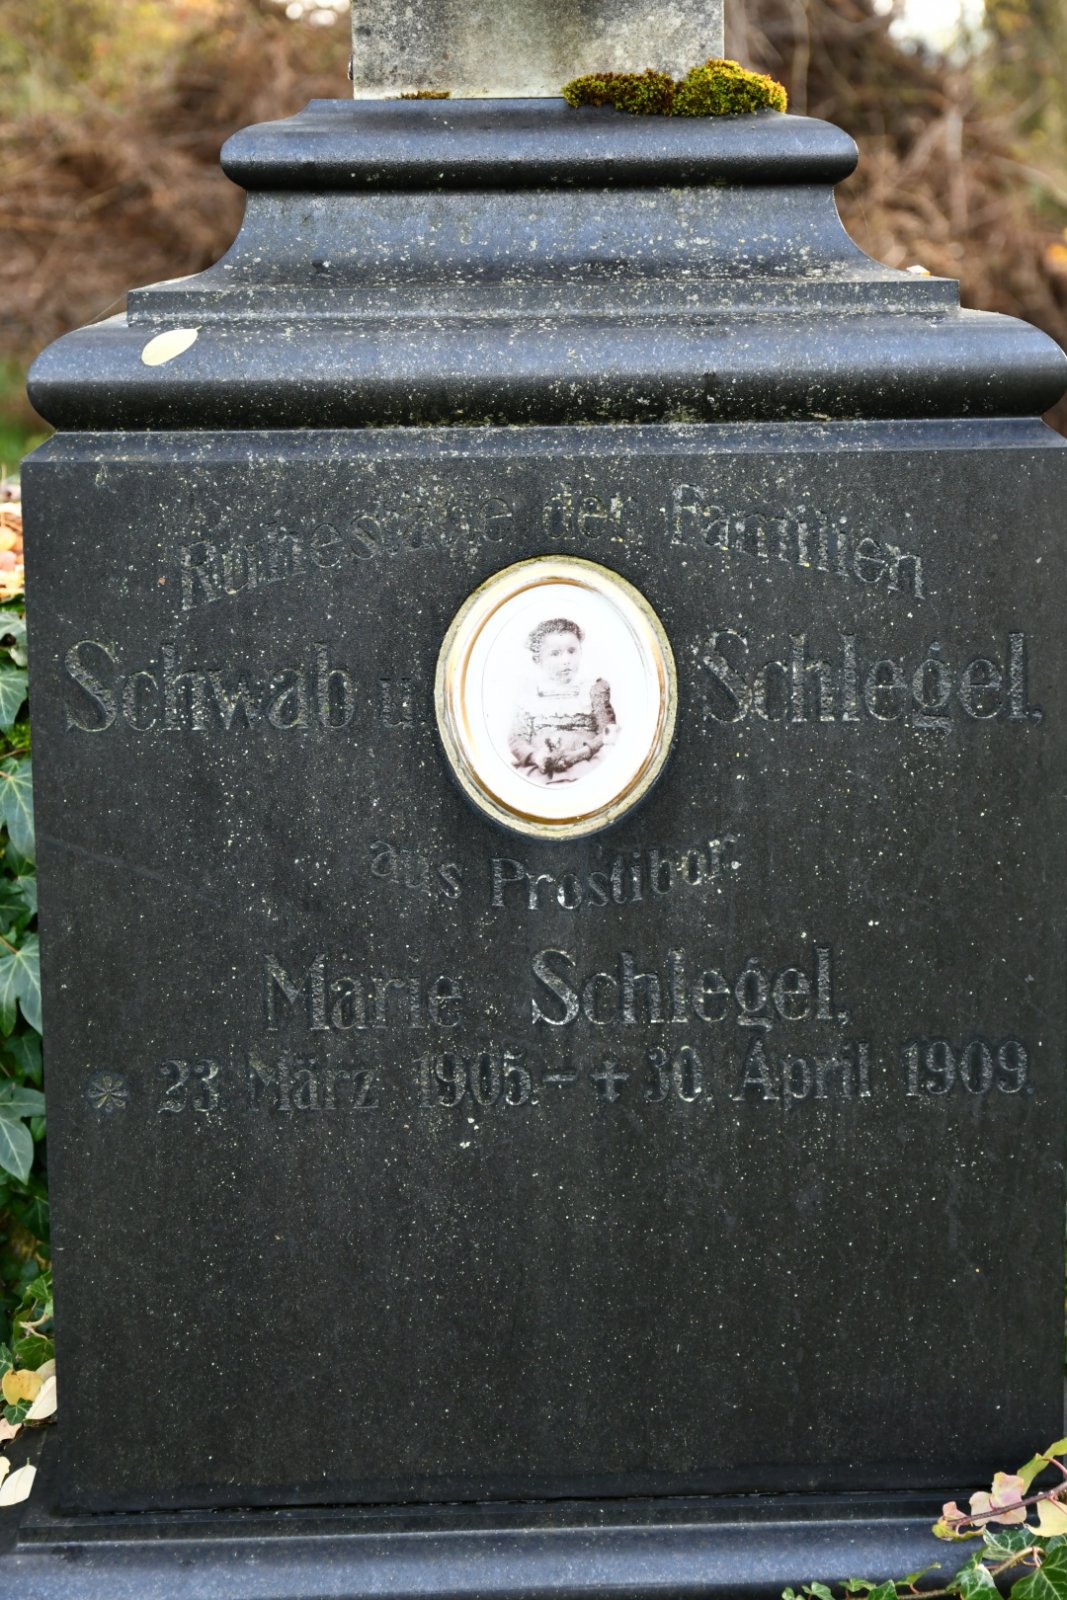 Ruhestätte der Familien
Schwab u. Schlegel,
aus Prostibor.
Marie Schlegel,
* 23. März 1905. – + 30. April 1909.